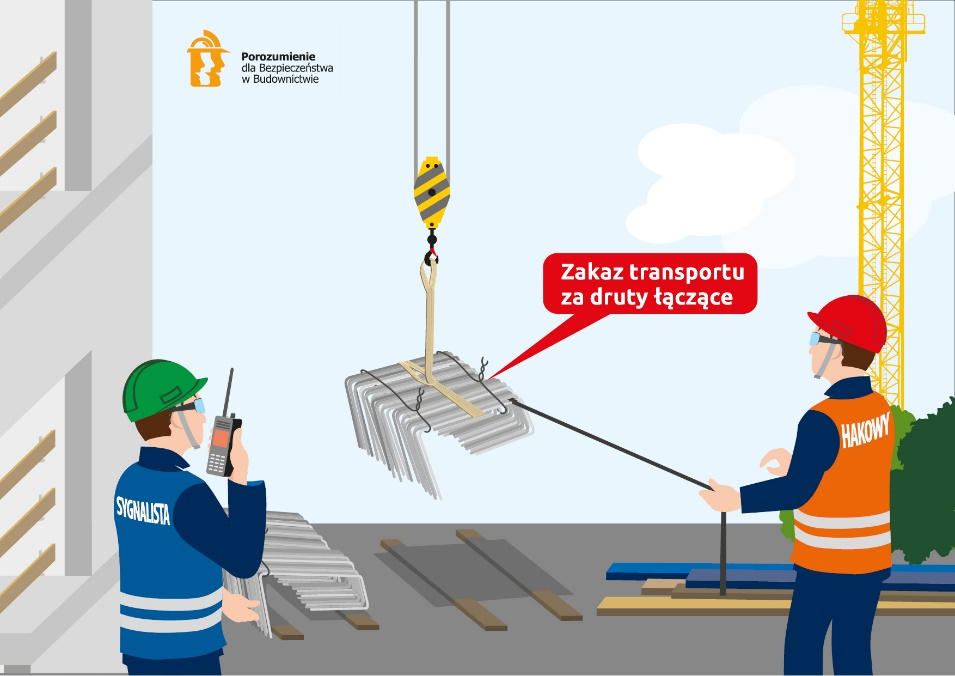 Porozumienie
dla Bezpieczeństwa
w Budownictwie
Zakaz transportu
za druty łączące
HAKOWY
SYGNALISTA